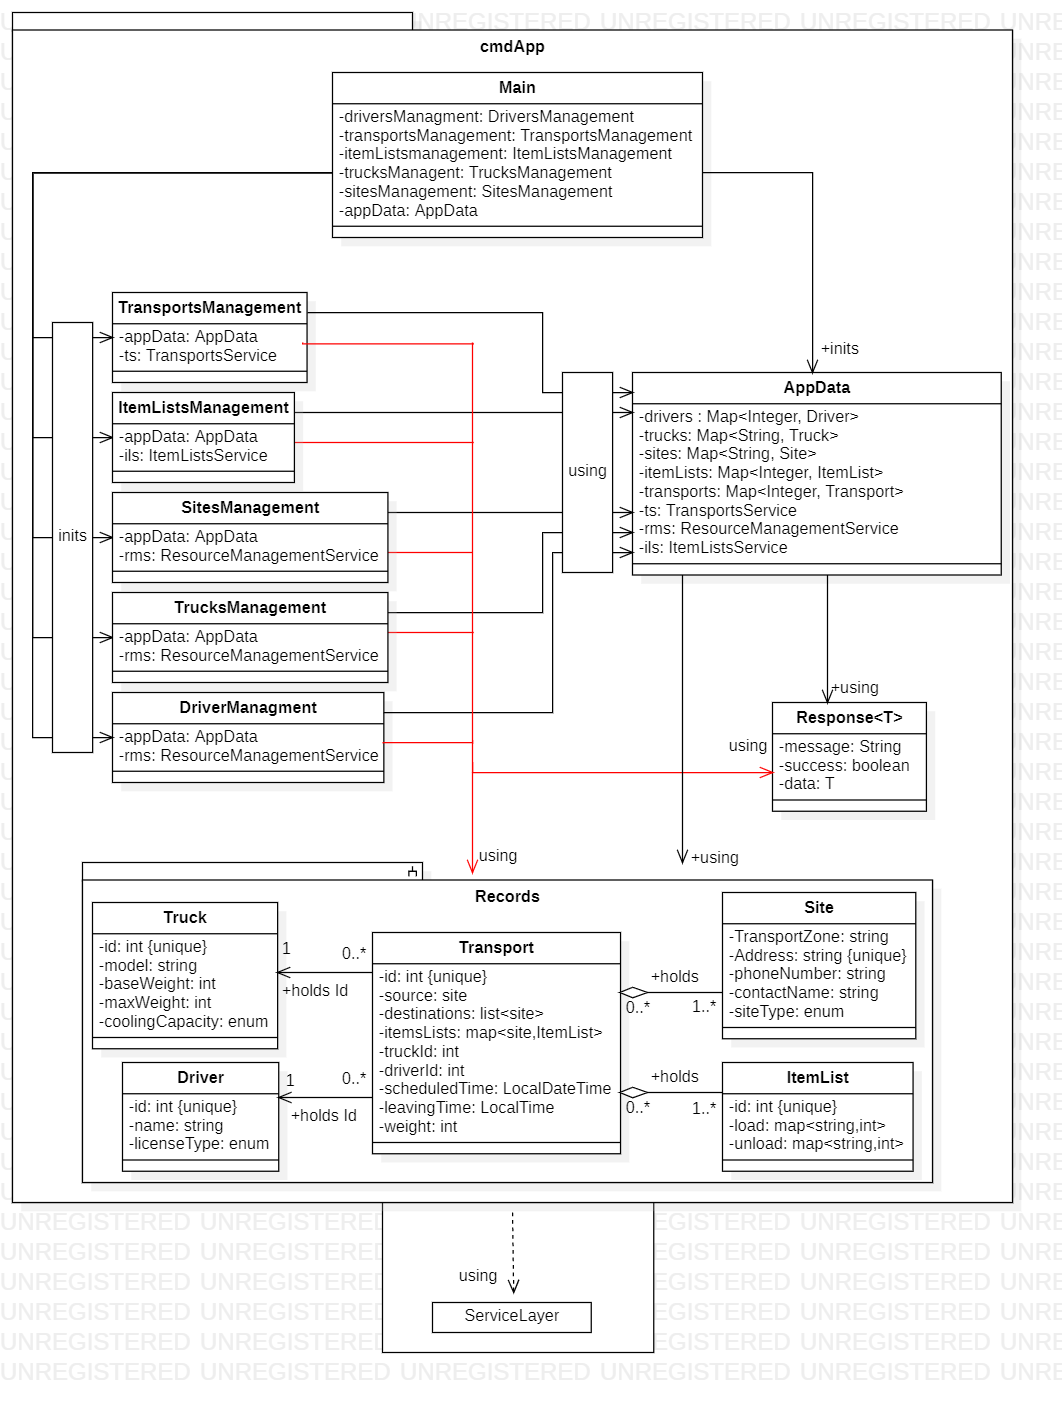 cmdApp
Main
-driversManagment: DriversManagement
-transportsManagement: TransportsManagement
-itemListsmanagement: ItemListsManagement
-trucksManagent: TrucksManagement
-sitesManagement: SitesManagement
-appData: AppData
TransportsManagement
-appData: AppData
-ts: TransportsService
ItemListsManagement
-appData: AppData
-ils: ItemListsService
SitesManagement
-appData: AppData
-rms: ResourceManagementService
TrucksManagement
-appData: AppData
-rms: ResourceManagementService
DriverManagment
-appData: AppData
-rms: ResourceManagementService
inits
using
+inits
AppData
-drivers : Map<Integer, Driver>
-trucks: Map<String, Truck>
-sites: Map<String, Site>
-itemLists: Map<Integer, ItemList>
-transports: Map<Integer, Transport>
-ts: TransportsService
-rms: ResourceManagementService
-ils: ItemListsService
+using
Response<T>
-message: String
-success: boolean
-data: T
using
using
+using
Records
Truck
-id: int {unique}
-model: string
-baseWeight: int
-maxWeight: int
-coolingCapacity: enum
1
0..*
+holds Id
Driver
-id: int {unique}
-name: string
-licenseType: enum
1
0..*
+holds Id
Transport
-id: int {unique}
-source: site
-destinations: list<site>
-itemsLists: map<site,ItemList>
-truckId: int
-driverId: int
-scheduledTime: LocalDateTime
-leavingTime: LocalTime
-weight: int
+holds
0..*
1..*
Site
-TransportZone: string
-Address: string {unique}
-phoneNumber: string
-contactName: string
-siteType: enum
+holds
0..*
1..*
ItemList
-id: int {unique}
-load: map<string,int>
-unload: map<string,int>
using
ServiceLayer